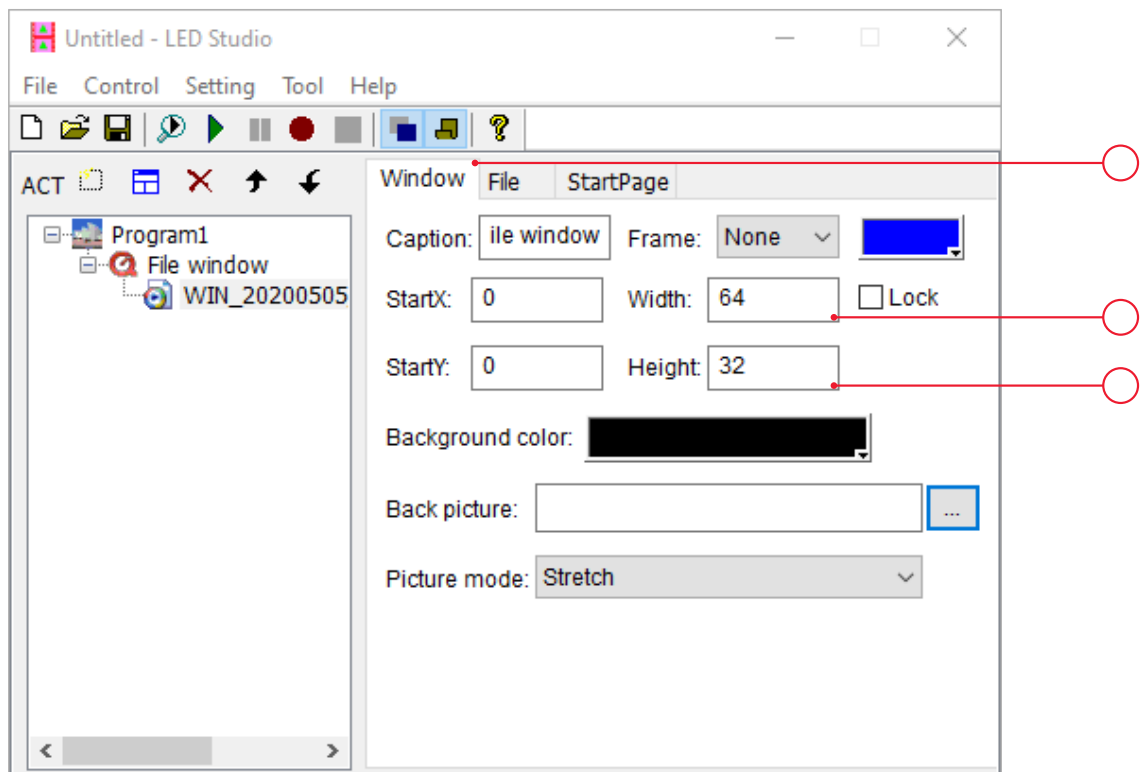 Untitled - LED Studio
File Control Setting Tool Help
ACT
Window File StartPage
Program1
File window
WIN_20200505
Caption: ile window Frame: None
StartX: 0 Width: 64 Lock
StartY: 0 Height: 32
Background color:
Back picture: ...
Picture mode: Stretch